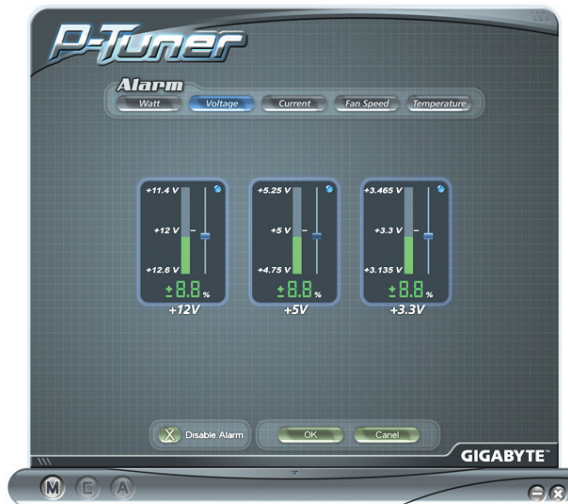 P-Tuner
Alarm
Watt Voltage Current Fan Speed Temperature
+11.4 V +5.25 V +3.465 V
+12 V +5 V +3.3 V
+12.6 V +4.75 V +3.135 V
±8.8 % ±8.8 % ±8.8 %
+12V +5V +3.3V
X Disable Alarm OK Canel
GIGABYTE™
M E A